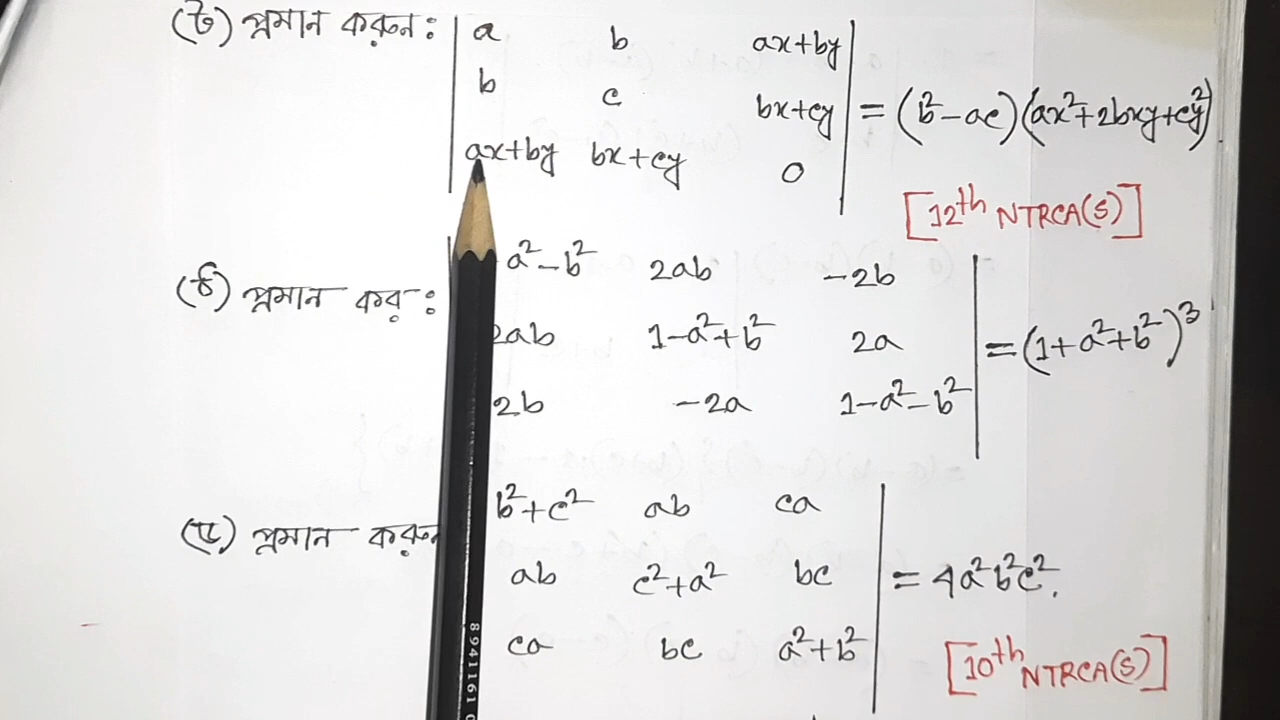 (ট) প্রমান করুন: | a b ax+by |
| b c bx+cy | = (b²-ac)(ax²+2bxy+cy²)
| ax+by bx+cy 0 |
[12th NTRCA(S)]
(ঠ) প্রমান কর: | a²-b² 2ab -2b |
2ab 1-a²+b² 2a | = (1+a²+b²)³
2b -2a 1-a²-b² |
b²+c² ab ca |
প্রমান করুন ab c²+a² bc | = 4a²b²c².
ca bc a²+b² |
[10th NTRCA(S)]
8941161